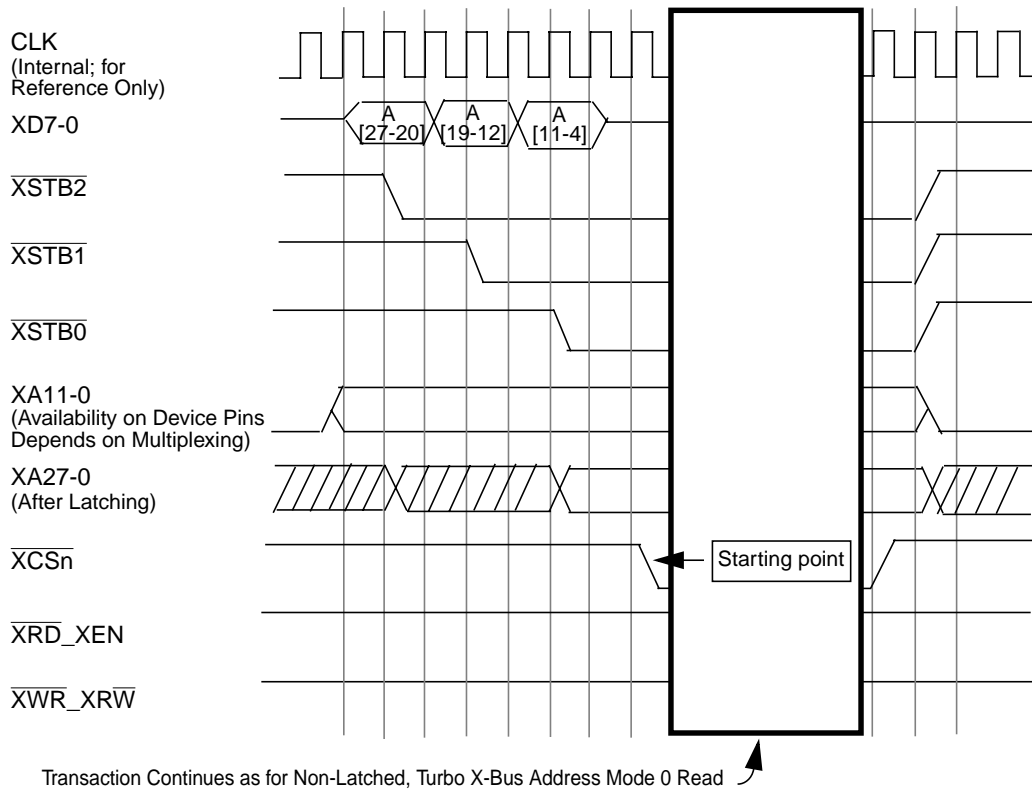 CLK
(Internal; for
Reference Only)
XD7-0
A
[27-20]
A
[19-12]
A
[11-4]
XSTB2
XSTB1
XSTB0
XA11-0
(Availability on Device Pins
Depends on Multiplexing)
XA27-0
(After Latching)
XCSn
Starting point
XRD_XEN
XWR_XRW
Transaction Continues as for Non-Latched, Turbo X-Bus Address Mode 0 Read